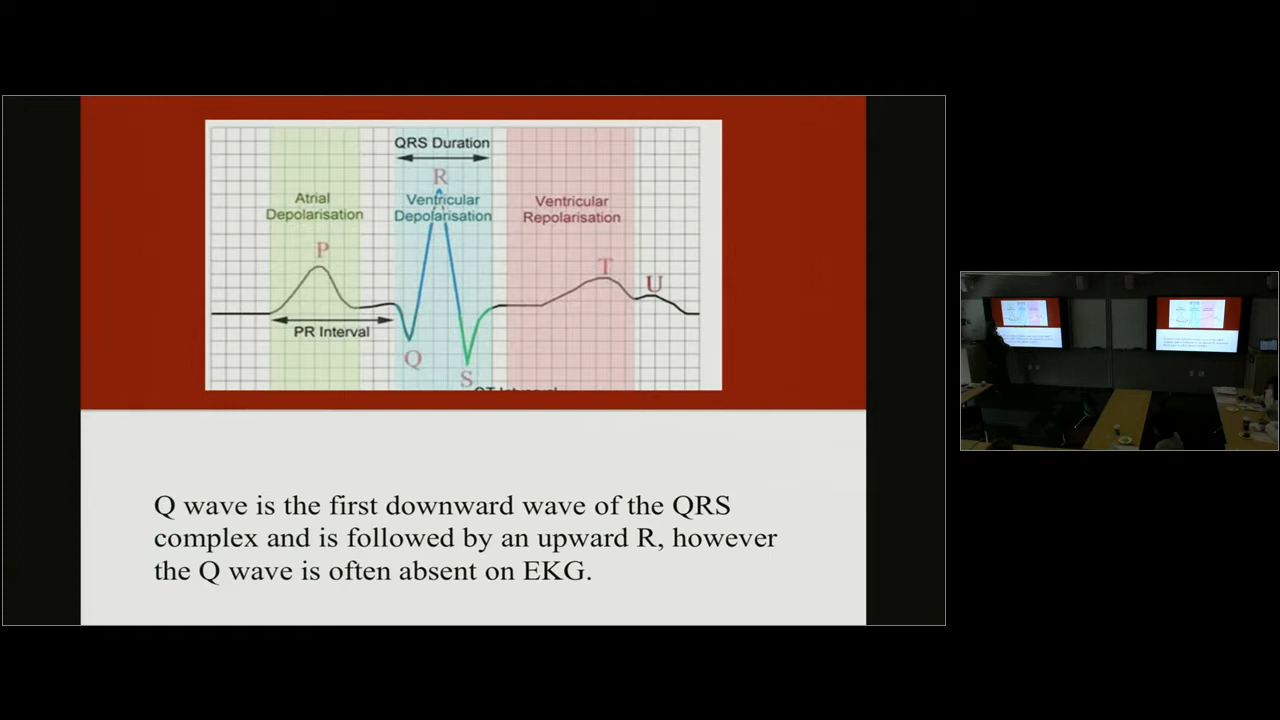 QRS Duration
R
Atrial
Depolarisation
Ventricular
Depolarisation
Ventricular
Repolarisation
P
T
U
PR Interval
Q
S
Q wave is the first downward wave of the QRS
complex and is followed by an upward R, however
the Q wave is often absent on EKG.